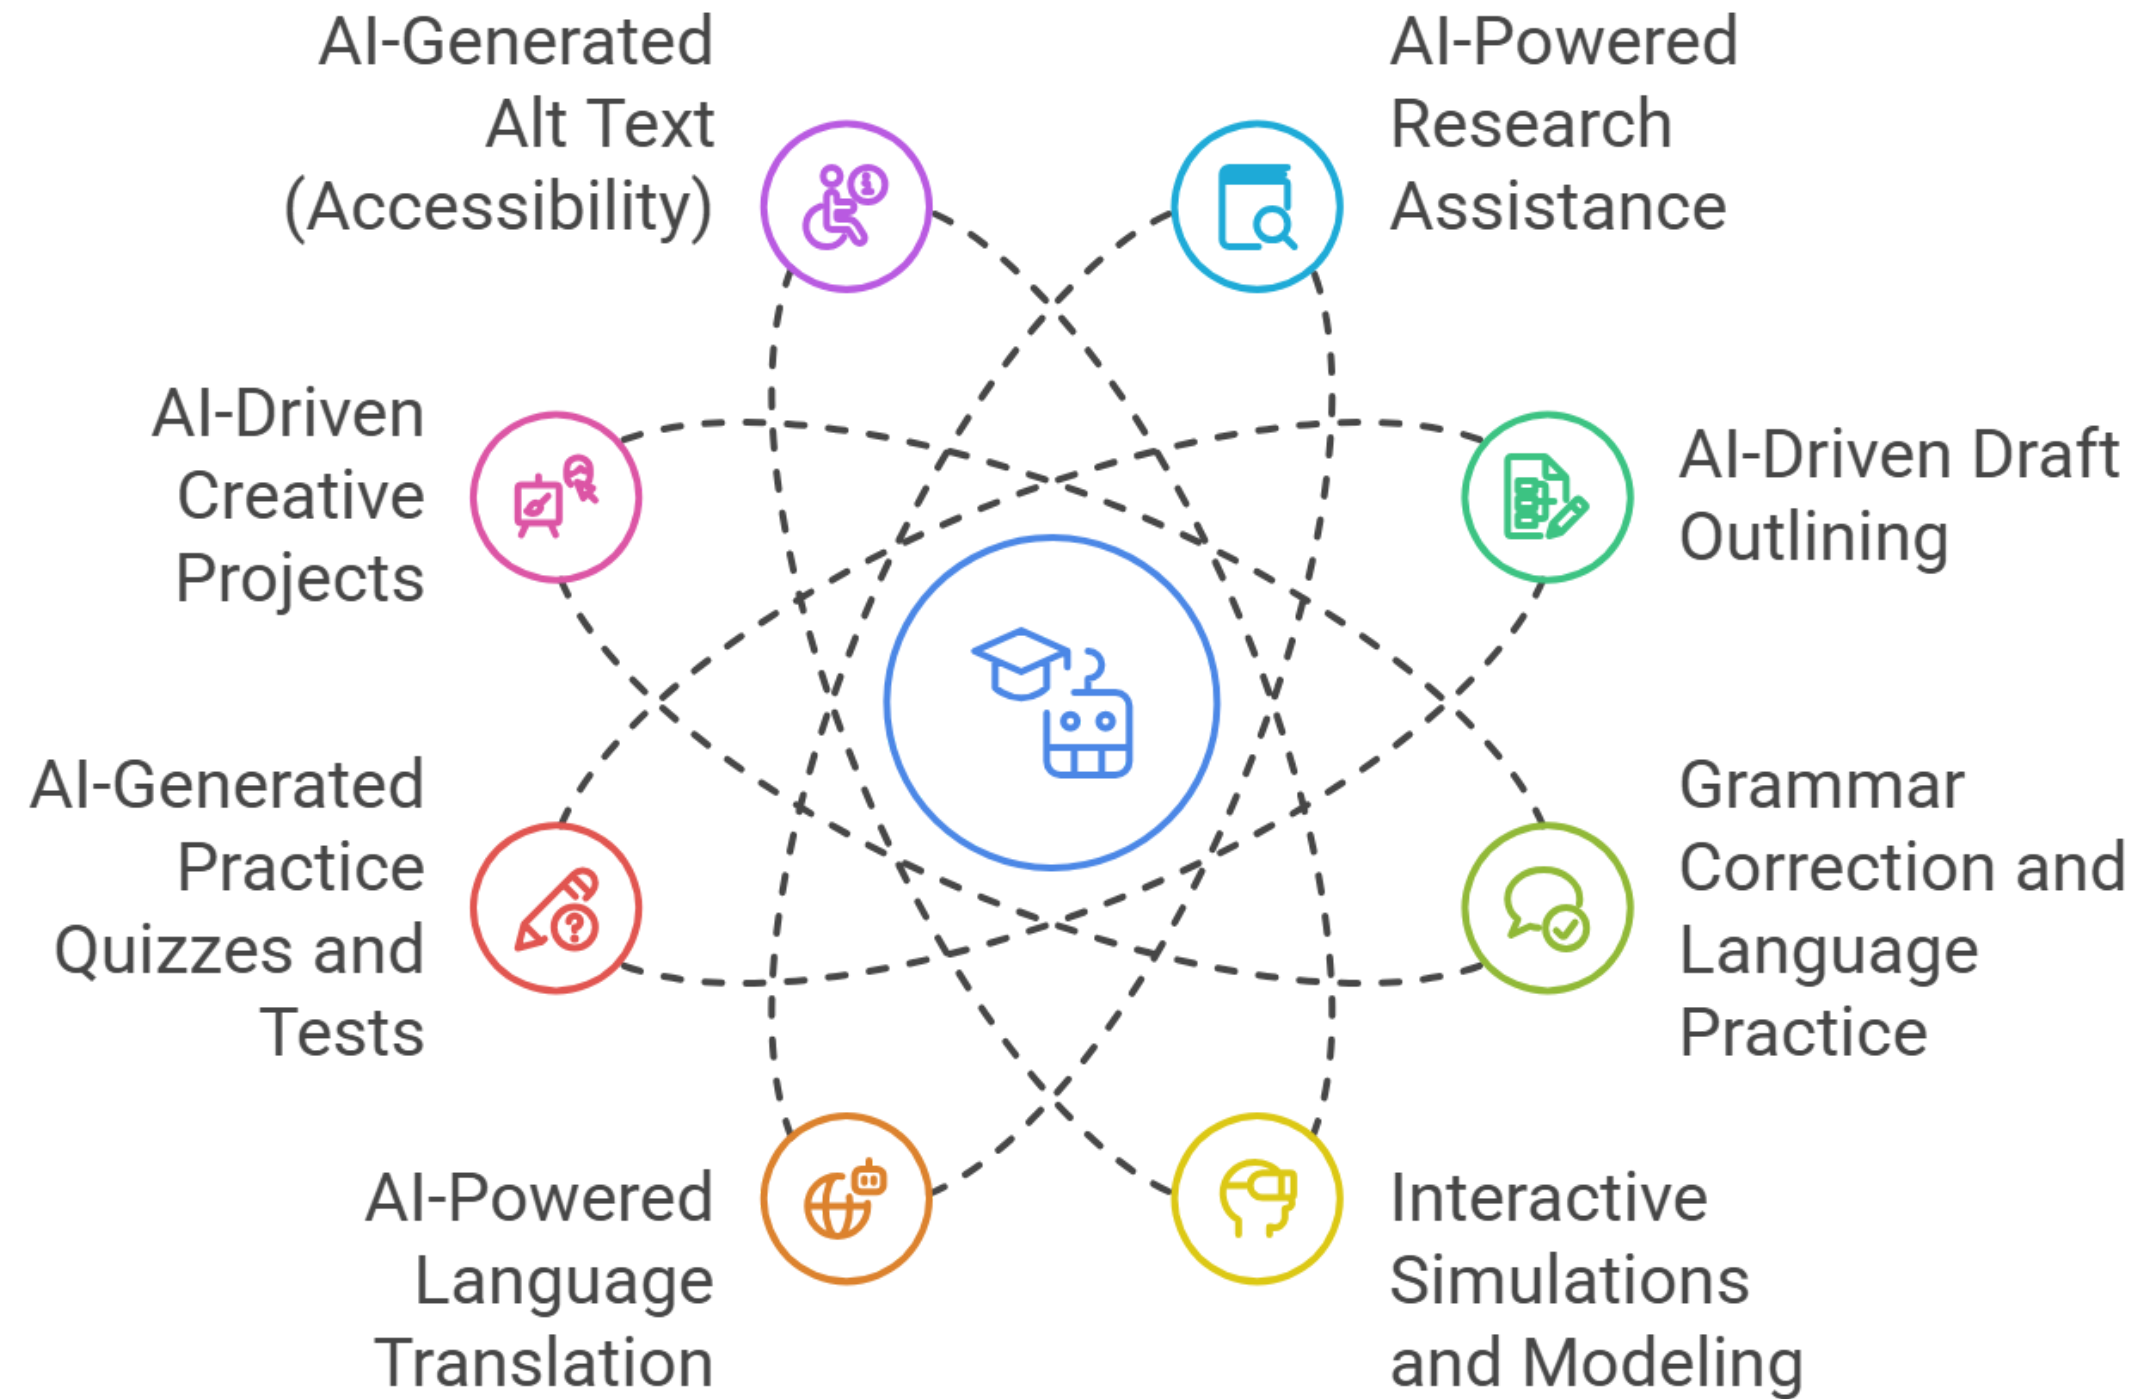 AI-Generated
Alt Text
(Accessibility)
AI-Powered
Research
Assistance
AI-Driven
Creative
Projects
AI-Driven Draft
Outlining
AI-Generated
Practice
Quizzes and
Tests
Grammar
Correction and
Language
Practice
AI-Powered
Language
Translation
Interactive
Simulations
and Modeling